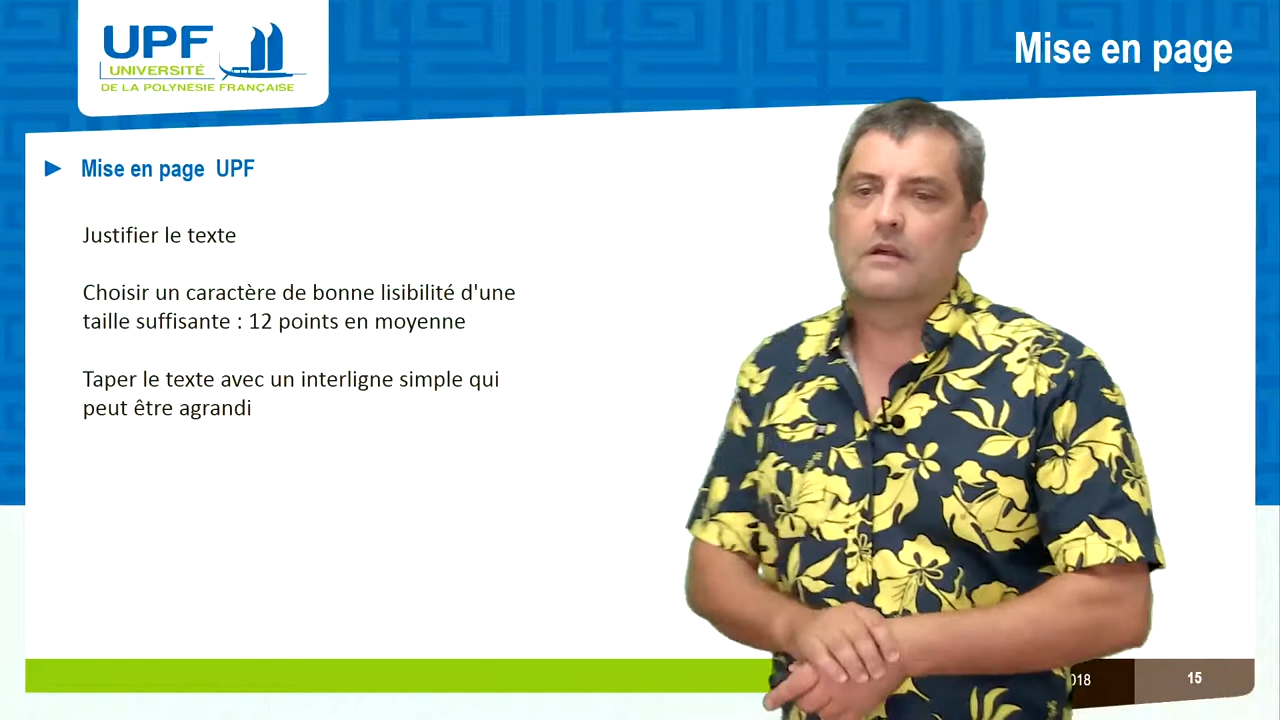 UPF
UNIVERSITÉ
DE LA POLYNÉSIE FRANÇAISE
Mise en page
Mise en page UPF
Justifier le texte
Choisir un caractère de bonne lisibilité d'une
taille suffisante : 12 points en moyenne
Taper le texte avec un interligne simple qui
peut être agrandi
15